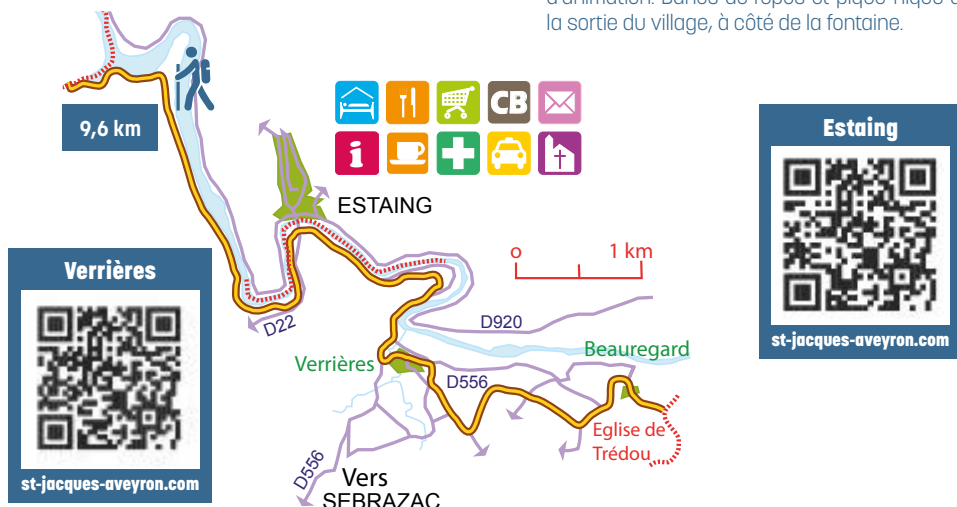 la sortie du village, à côté de la fontaine.
9,6 km
CB
i
ESTAING
Estaing
st-jacques-aveyron.com
0 1 km
Verrières
st-jacques-aveyron.com
D22
D920
Verrières
Beauregard
D556
Eglise de
Trédou
D556
Vers
SEBRAZAC